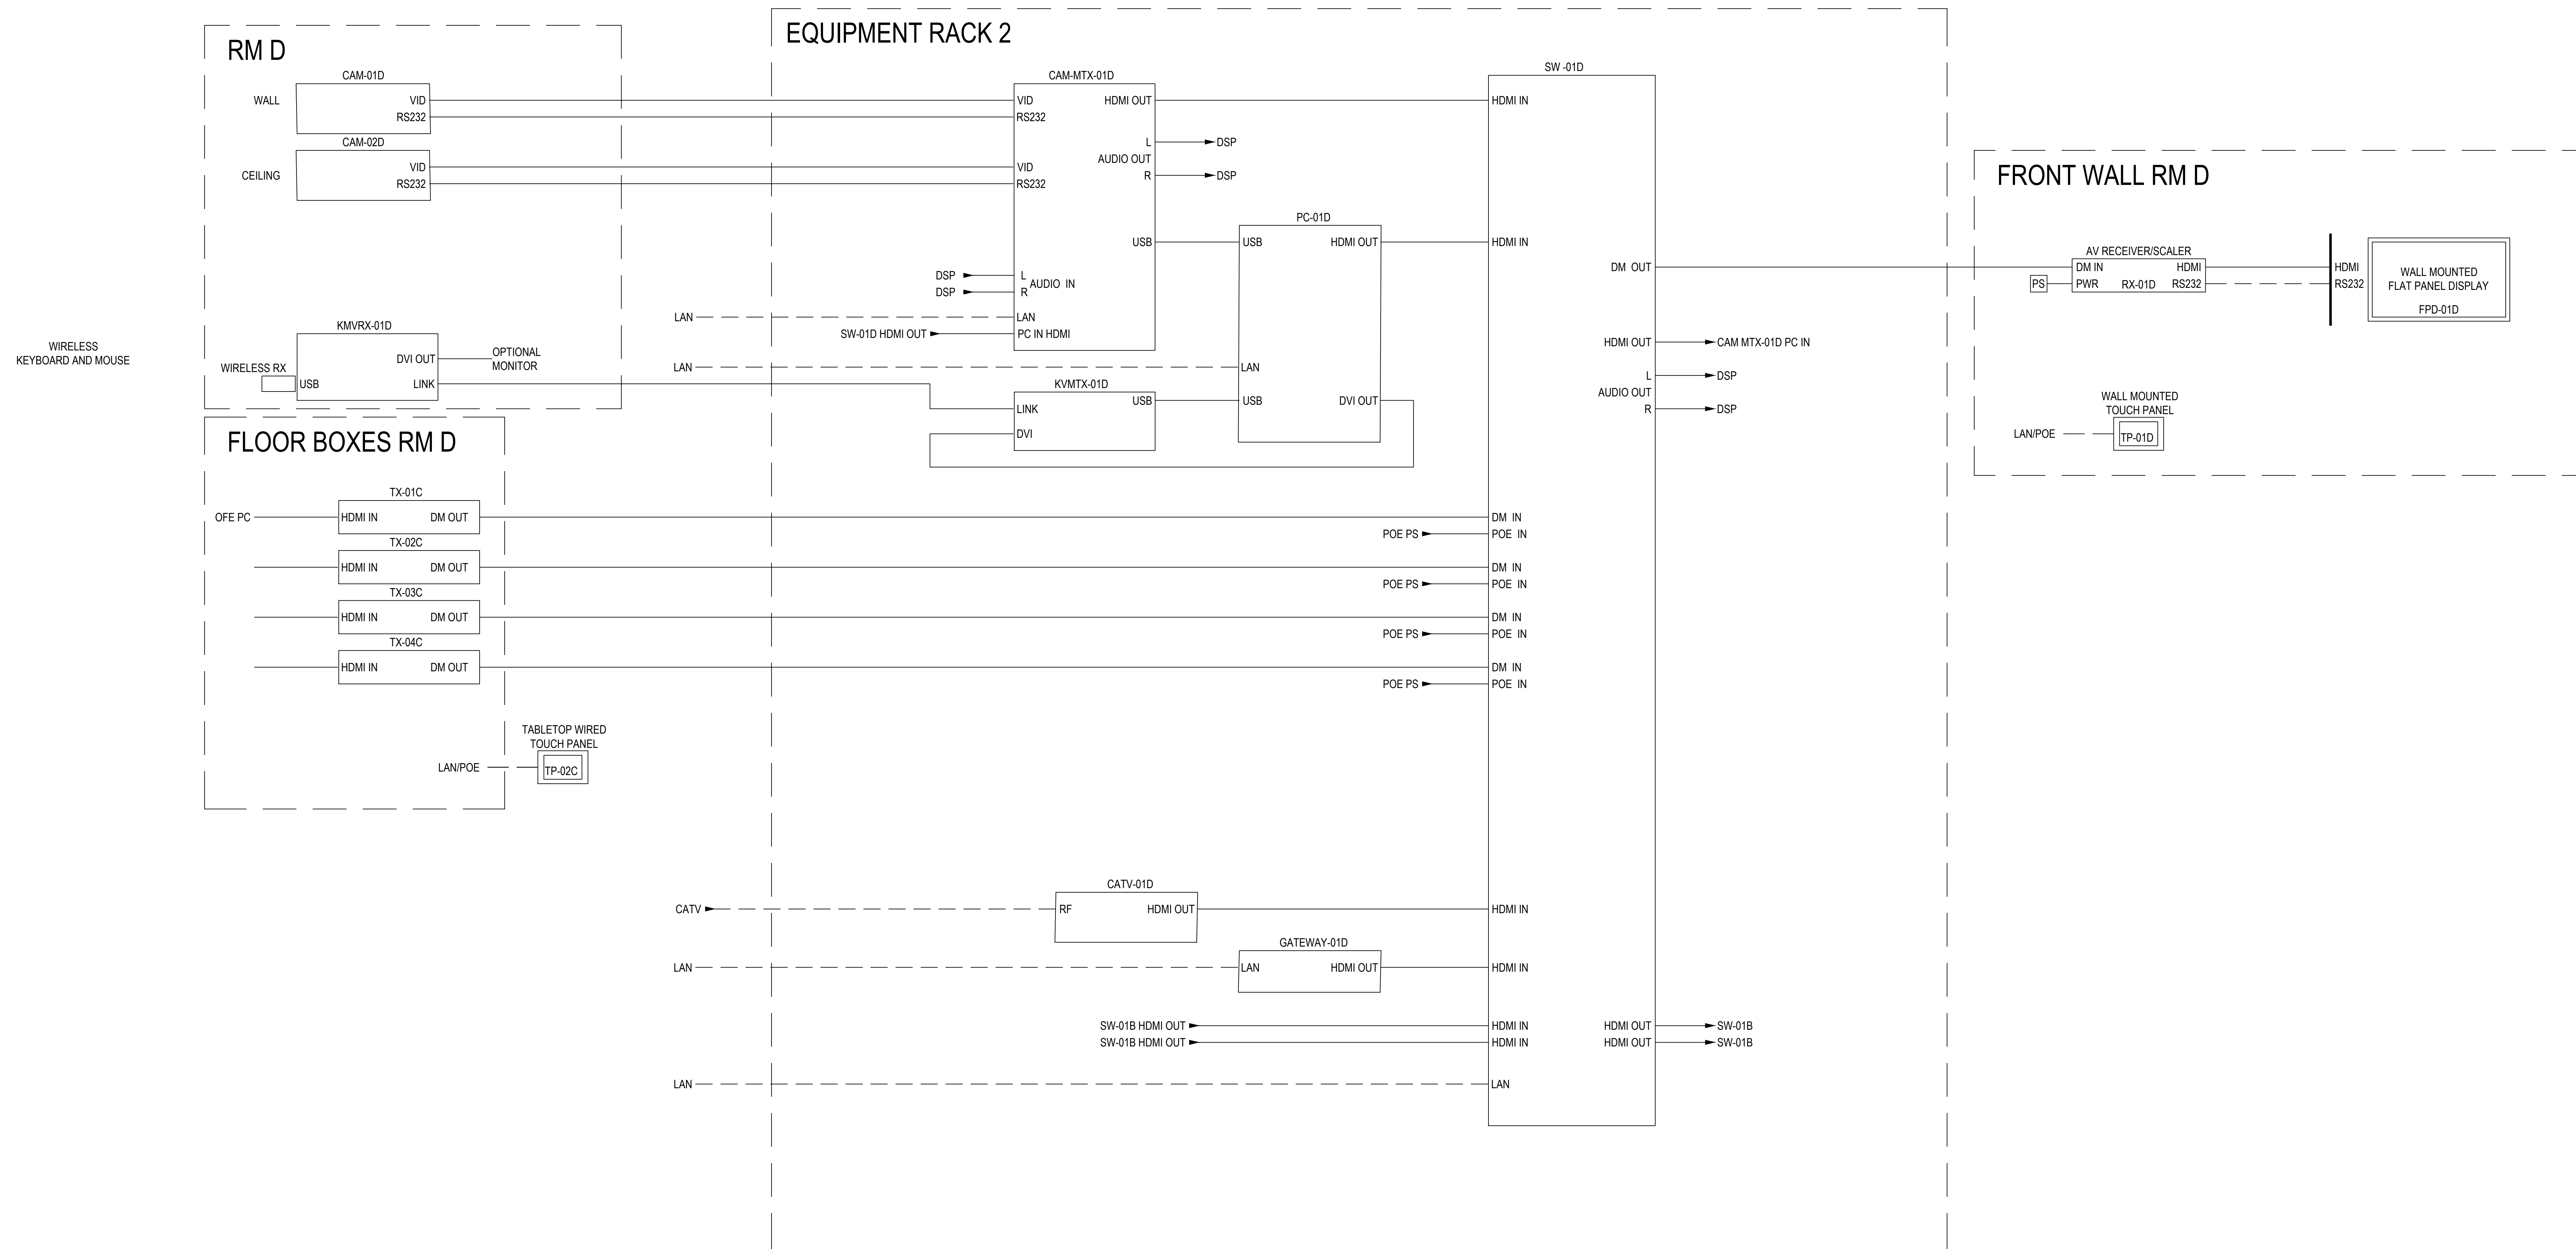 EQUIPMENT RACK 2
RM D
CAM-01D
WALL
VID
RS232
CAM-02D
CEILING
VID
RS232
KMVRX-01D
WIRELESS
KEYBOARD AND MOUSE
WIRELESS RX
USB
DVI OUT
LINK
OPTIONAL
MONITOR
FLOOR BOXES RM D
TX-01C
OFE PC
HDMI IN
DM OUT
TX-02C
HDMI IN
DM OUT
TX-03C
HDMI IN
DM OUT
TX-04C
HDMI IN
DM OUT
TABLETOP WIRED
TOUCH PANEL
LAN/POE
TP-02C
CAM-MTX-01D
VID
HDMI OUT
RS232
L
DSP
AUDIO OUT
VID
R
DSP
RS232
USB
DSP
L
AUDIO IN
DSP
R
LAN
LAN
SW-01D HDMI OUT
PC IN HDMI
PC-01D
USB
HDMI OUT
LAN
LAN
USB
DVI OUT
KVMTX-01D
USB
LINK
DVI
SW -01D
HDMI IN
HDMI IN
DM OUT
HDMI OUT
CAM MTX-01D PC IN
L
DSP
AUDIO OUT
R
DSP
DM IN
POE PS
POE IN
DM IN
POE PS
POE IN
DM IN
POE PS
POE IN
DM IN
POE PS
POE IN
CATV-01D
CATV
RF
HDMI OUT
HDMI IN
GATEWAY-01D
LAN
LAN
HDMI OUT
HDMI IN
SW-01B HDMI OUT
HDMI IN
HDMI OUT
SW-01B
SW-01B HDMI OUT
HDMI IN
HDMI OUT
SW-01B
LAN
LAN
FRONT WALL RM D
AV RECEIVER/SCALER
DM IN
HDMI
PS
PWR
RX-01D
RS232
HDMI
RS232
WALL MOUNTED
FLAT PANEL DISPLAY
FPD-01D
WALL MOUNTED
TOUCH PANEL
LAN/POE
TP-01D